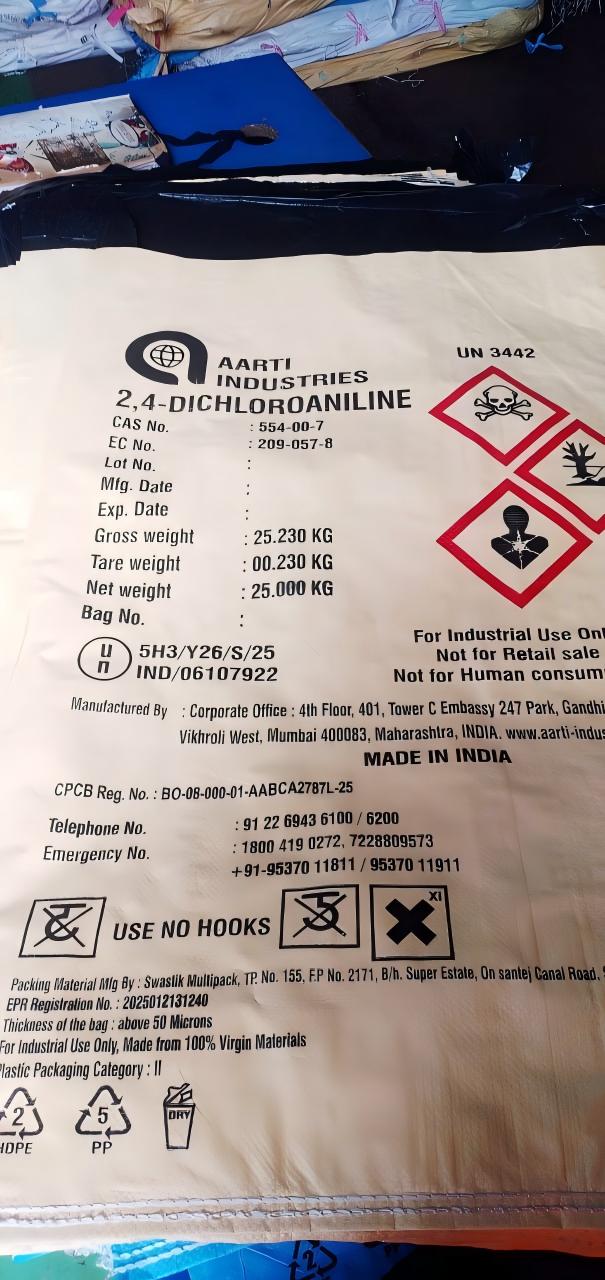 AARTI
INDUSTRIES
UN 3442
2,4-DICHLOROANILINE
CAS No. : 554-00-7
EC No. : 209-057-8
Lot No. :
Mfg. Date :
Exp. Date :
Gross weight : 25.230 KG
Tare weight : 00.230 KG
Net weight : 25.000 KG
Bag No. :
u
n
5H3/Y26/S/25
IND/06107922
For Industrial Use
Not for Retail sale
Not for Human
Manufactured By : Corporate Office : 4th Floor, 401, Tower C Embassy 247 Park,
Vikhroli West, Mumbai 400083, Maharashtra, INDIA.
MADE IN INDIA
CPCB Reg. No. : BO-08-000-01-AABCA2787L-25
Telephone No. : 91 22 6943 6100 / 6200
Emergency No. : 1800 419 0272, 7228809573
+91-95370 11811 / 95370 11911
USE NO HOOKS
XI
Packing Material Mfg By : Swastik Multipack, T.P. No. 155, F.P No. 2171, B/h. Super Estate, On santej Canal Road,
EPR Registration No. : 2025012131240
Thickness of the bag : above 50 Microns
For Industrial Use Only, Made from 100% Virgin Materials
Plastic Packaging Category : II
2
HDPE
5
PP
DRY
2